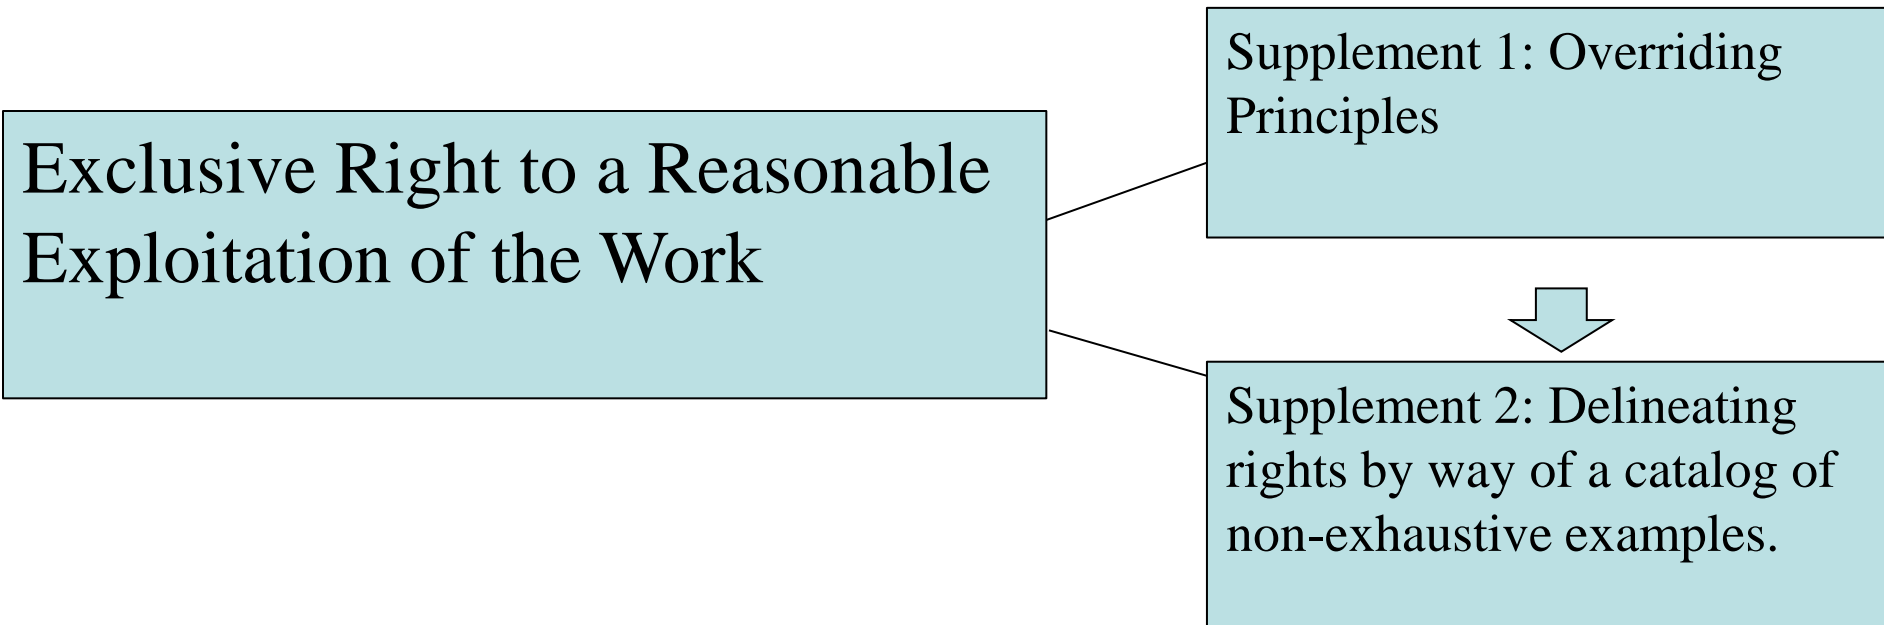 Exclusive Right to a Reasonable
Exploitation of the Work
Supplement 1: Overriding
Principles
Supplement 2: Delineating
rights by way of a catalog of
non-exhaustive examples.